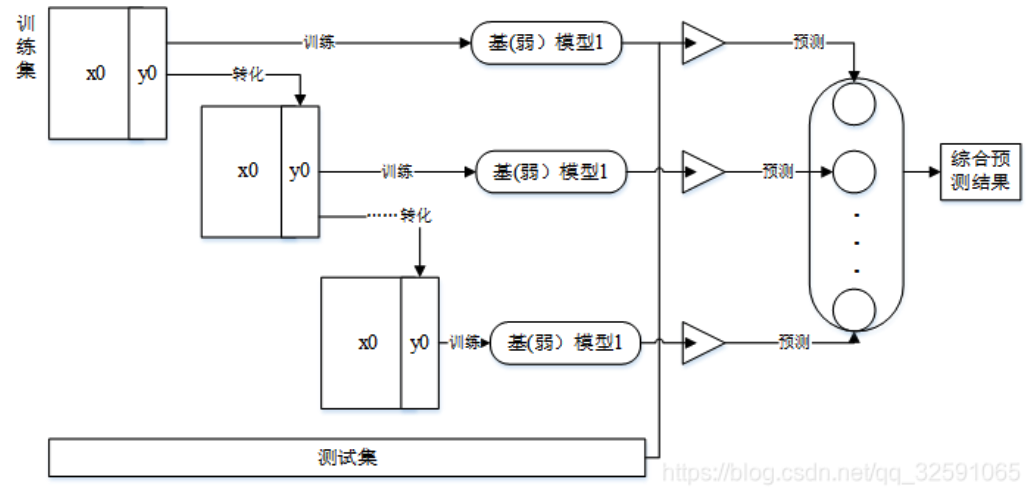 训
练
集
x0
y0
训练
基(弱）模型1
预测
转化
x0
y0
训练
基(弱）模型1
预测
综合预
测结果
……转化
x0
y0
训练
基(弱）模型1
预测
测试集
https://blog.csdn.net/qq_32591065